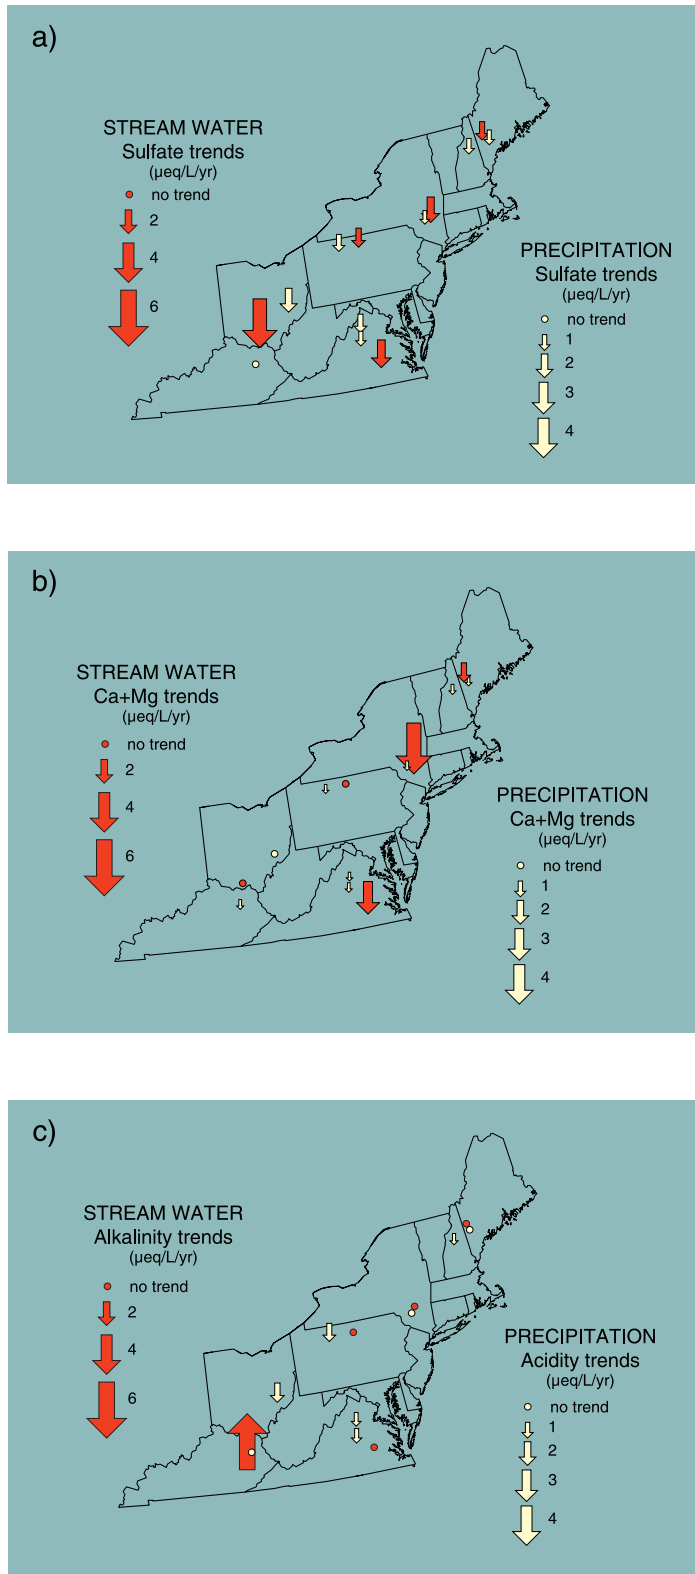 a)
STREAM WATER
Sulfate trends
(µeq/L/yr)
no trend
2
4
6
PRECIPITATION
Sulfate trends
(µeq/L/yr)
no trend
1
2
3
4
b)
STREAM WATER
Ca+Mg trends
(µeq/L/yr)
no trend
2
4
6
PRECIPITATION
Ca+Mg trends
(µeq/L/yr)
no trend
1
2
3
4
c)
STREAM WATER
Alkalinity trends
(µeq/L/yr)
no trend
2
4
6
PRECIPITATION
Acidity trends
(µeq/L/yr)
no trend
1
2
3
4